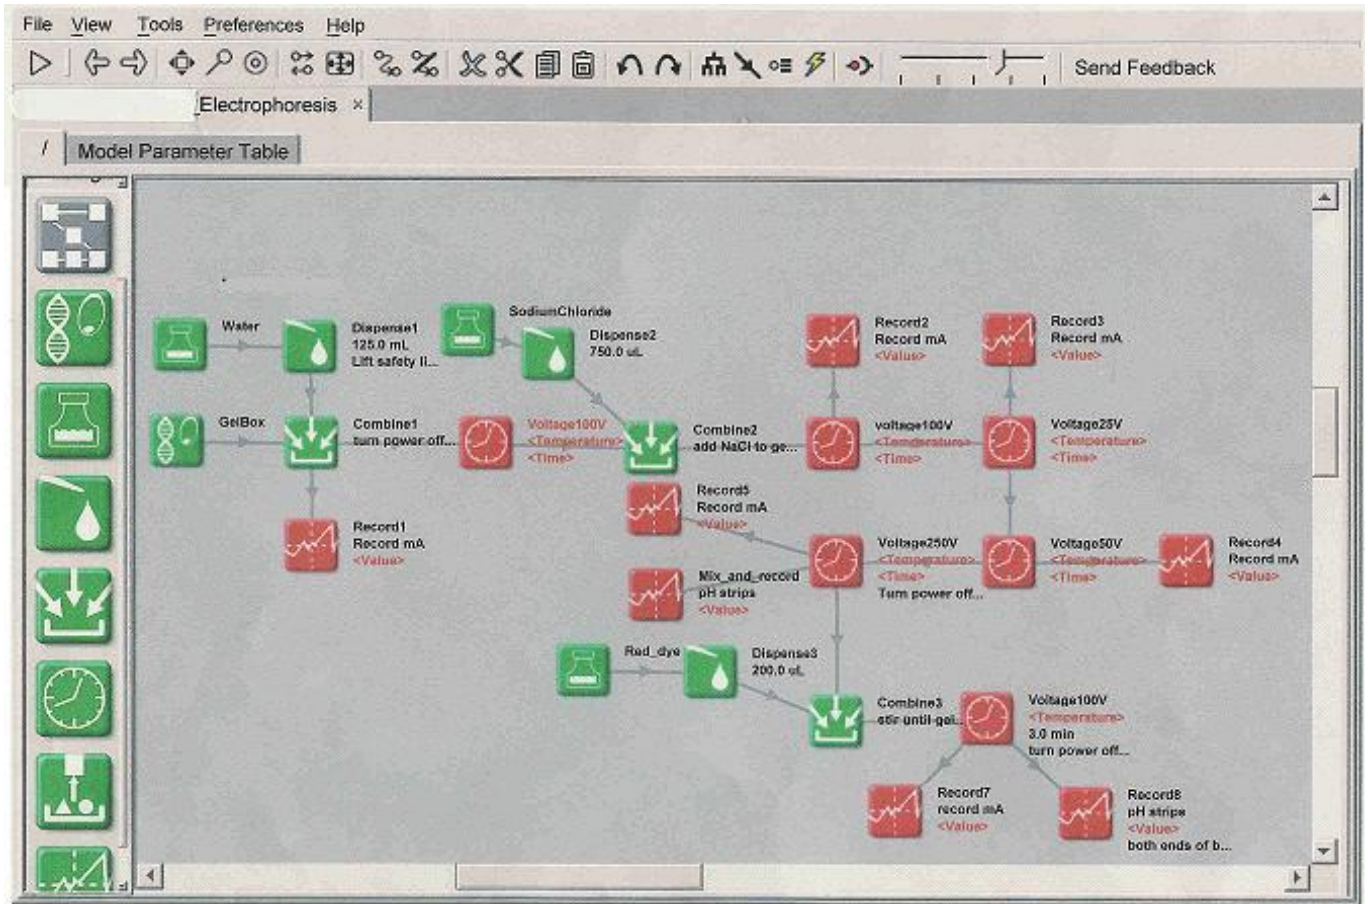 File View Tools Preferences Help
Send Feedback
Electrophoresis ×
/ Model Parameter Table
Water
Dispense1
125.0 mL
Lift safety li...
SodiumChloride
Dispense2
750.0 uL
Record2
Record mA
<Value>
Record3
Record mA
<Value>
GelBox
Combine1
turn power off...
Voltage100V
<Temperature>
<Time>
Combine2
add NaCl to ge...
voltage100V
<Temperature>
<Time>
Voltage25V
<Temperature>
<Time>
Record1
Record mA
<Value>
Record5
Record mA
<Value>
Mix_and_record
pH strips
<Value>
Voltage250V
<Temperature>
<Time>
Turn power off...
Voltage50V
<Temperature>
<Time>
Record4
Record mA
<Value>
Red_dye
Dispense3
200.0 uL
Combine3
stir until gel...
Voltage100V
<Temperature>
3.0 min
turn power off...
Record7
record mA
<Value>
Record8
pH strips
<Value>
both ends of b...